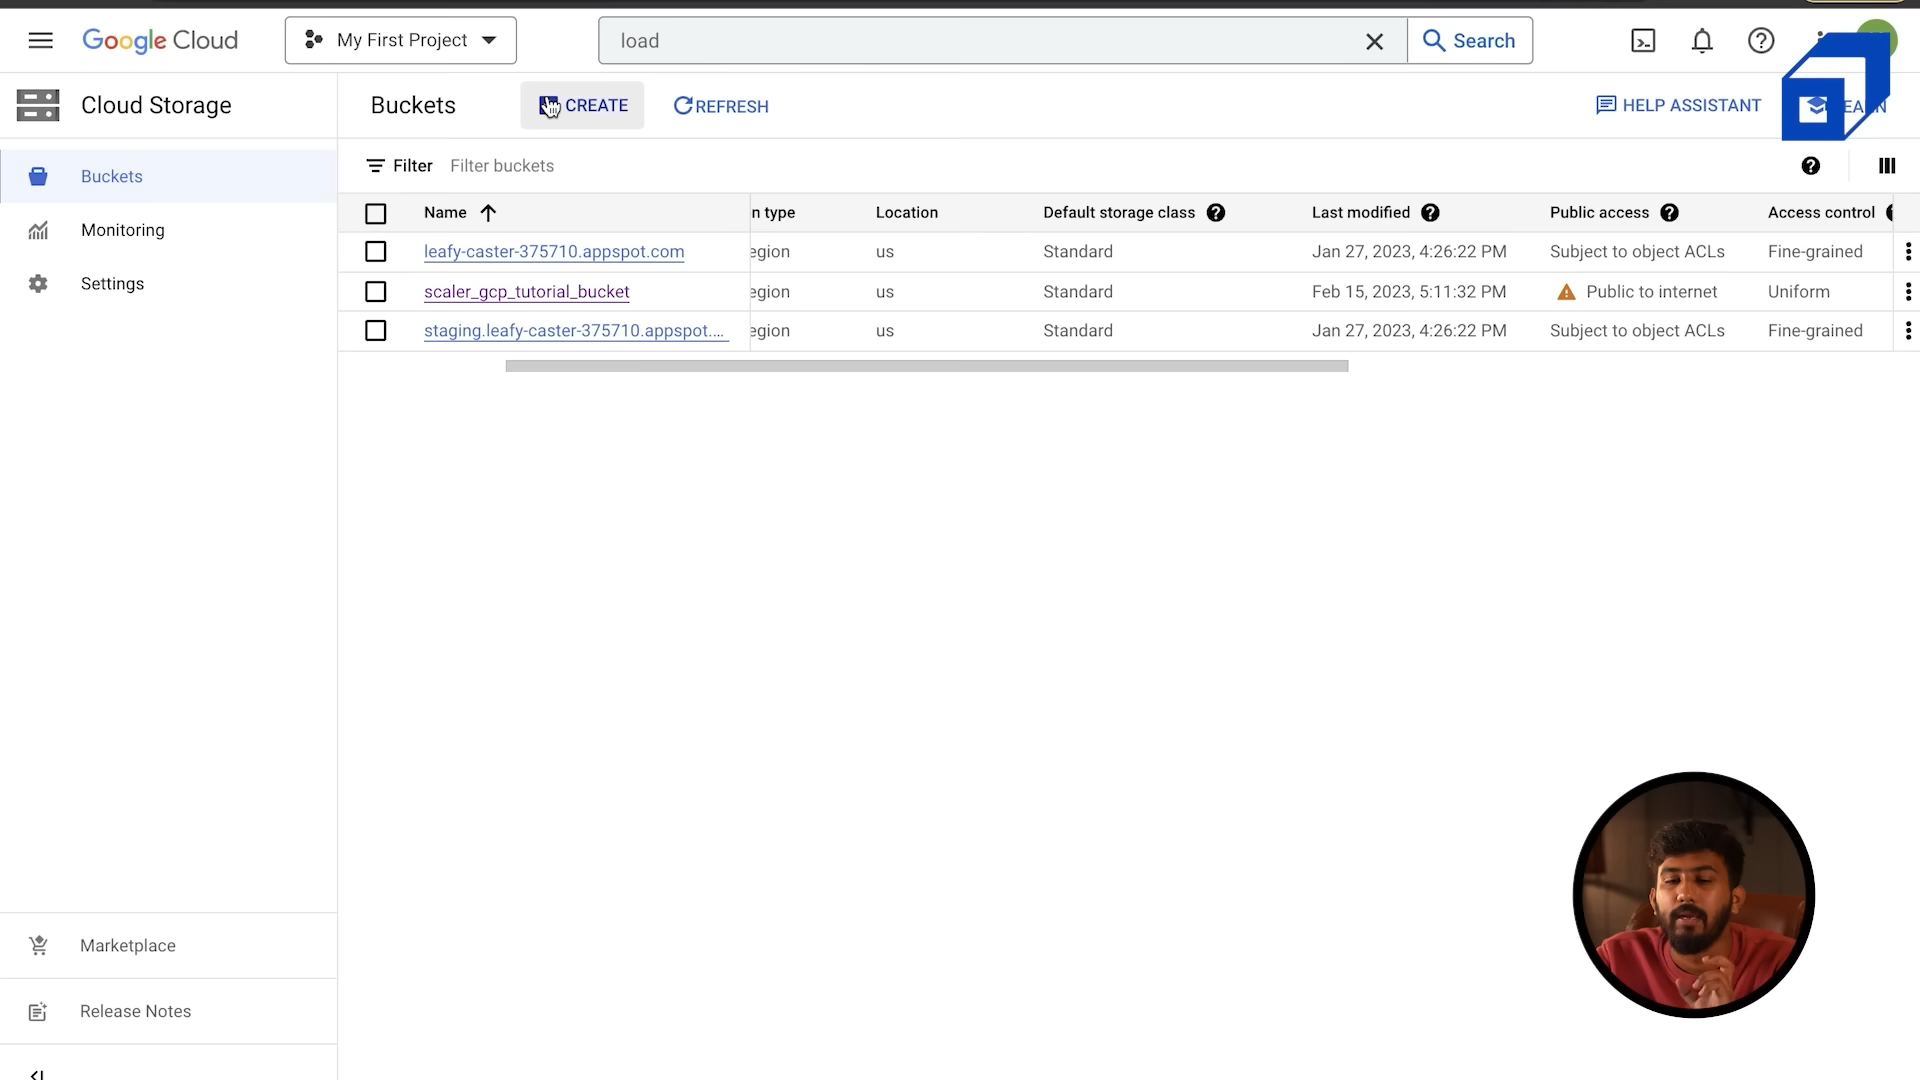 Google Cloud
My First Project
load
Search
Cloud Storage
Buckets
CREATE
REFRESH
HELP ASSISTANT
Buckets
Monitoring
Settings
Filter
Filter buckets
Name n type Location Default storage class Last modified Public access Access control
leafy-caster-375710.appspot.com egion us Standard Jan 27, 2023, 4:26:22 PM Subject to object ACLs Fine-grained
scaler_gcp_tutorial_bucket egion us Standard Feb 15, 2023, 5:11:32 PM Public to internet Uniform
staging.leafy-caster-375710.appspot.... egion us Standard Jan 27, 2023, 4:26:22 PM Subject to object ACLs Fine-grained
Marketplace
Release Notes